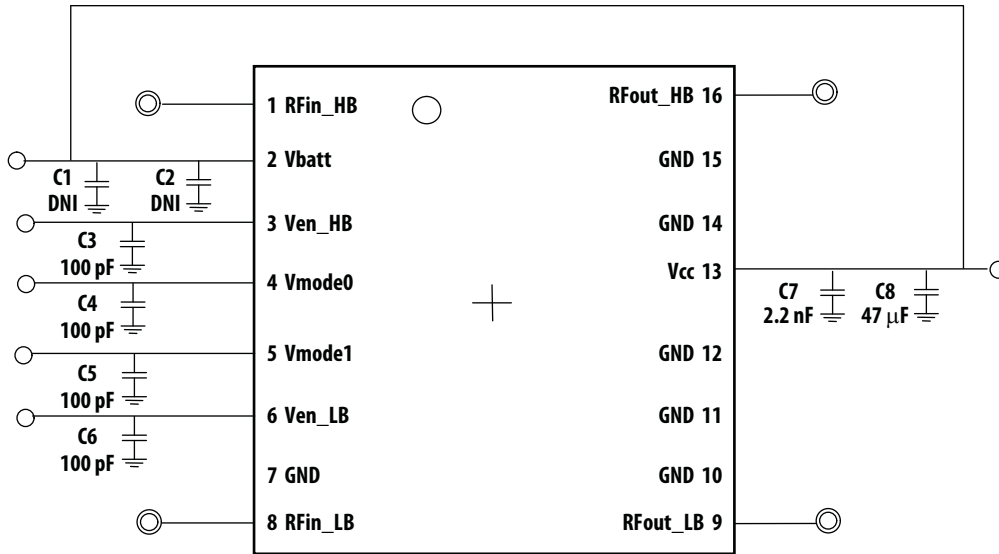 1 RFin_HB
RFout_HB 16
2 Vbatt
GND 15
C1
DNI
C2
DNI
3 Ven_HB
GND 14
C3
100 pF
4 Vmode0
Vcc 13
C4
100 pF
C7
2.2 nF
C8
47 μF
5 Vmode1
GND 12
C5
100 pF
6 Ven_LB
GND 11
C6
100 pF
7 GND
GND 10
8 RFin_LB
RFout_LB 9